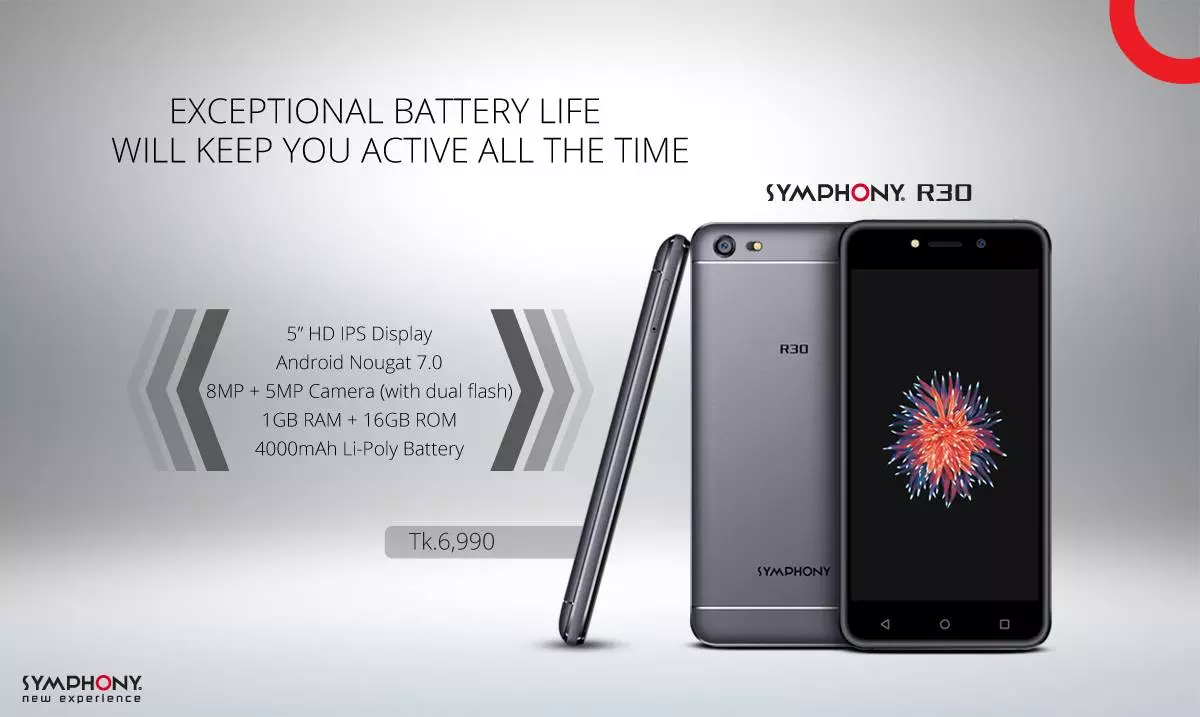 EXCEPTIONAL BATTERY LIFE
WILL KEEP YOU ACTIVE ALL THE TIME
SYMPHONY. R30
5” HD IPS Display
Android Nougat 7.0
8MP + 5MP Camera (with dual flash)
1GB RAM + 16GB ROM
4000mAh Li-Poly Battery
Tk.6,990
R30
SYMPHONY
SYMPHONY.
new experience